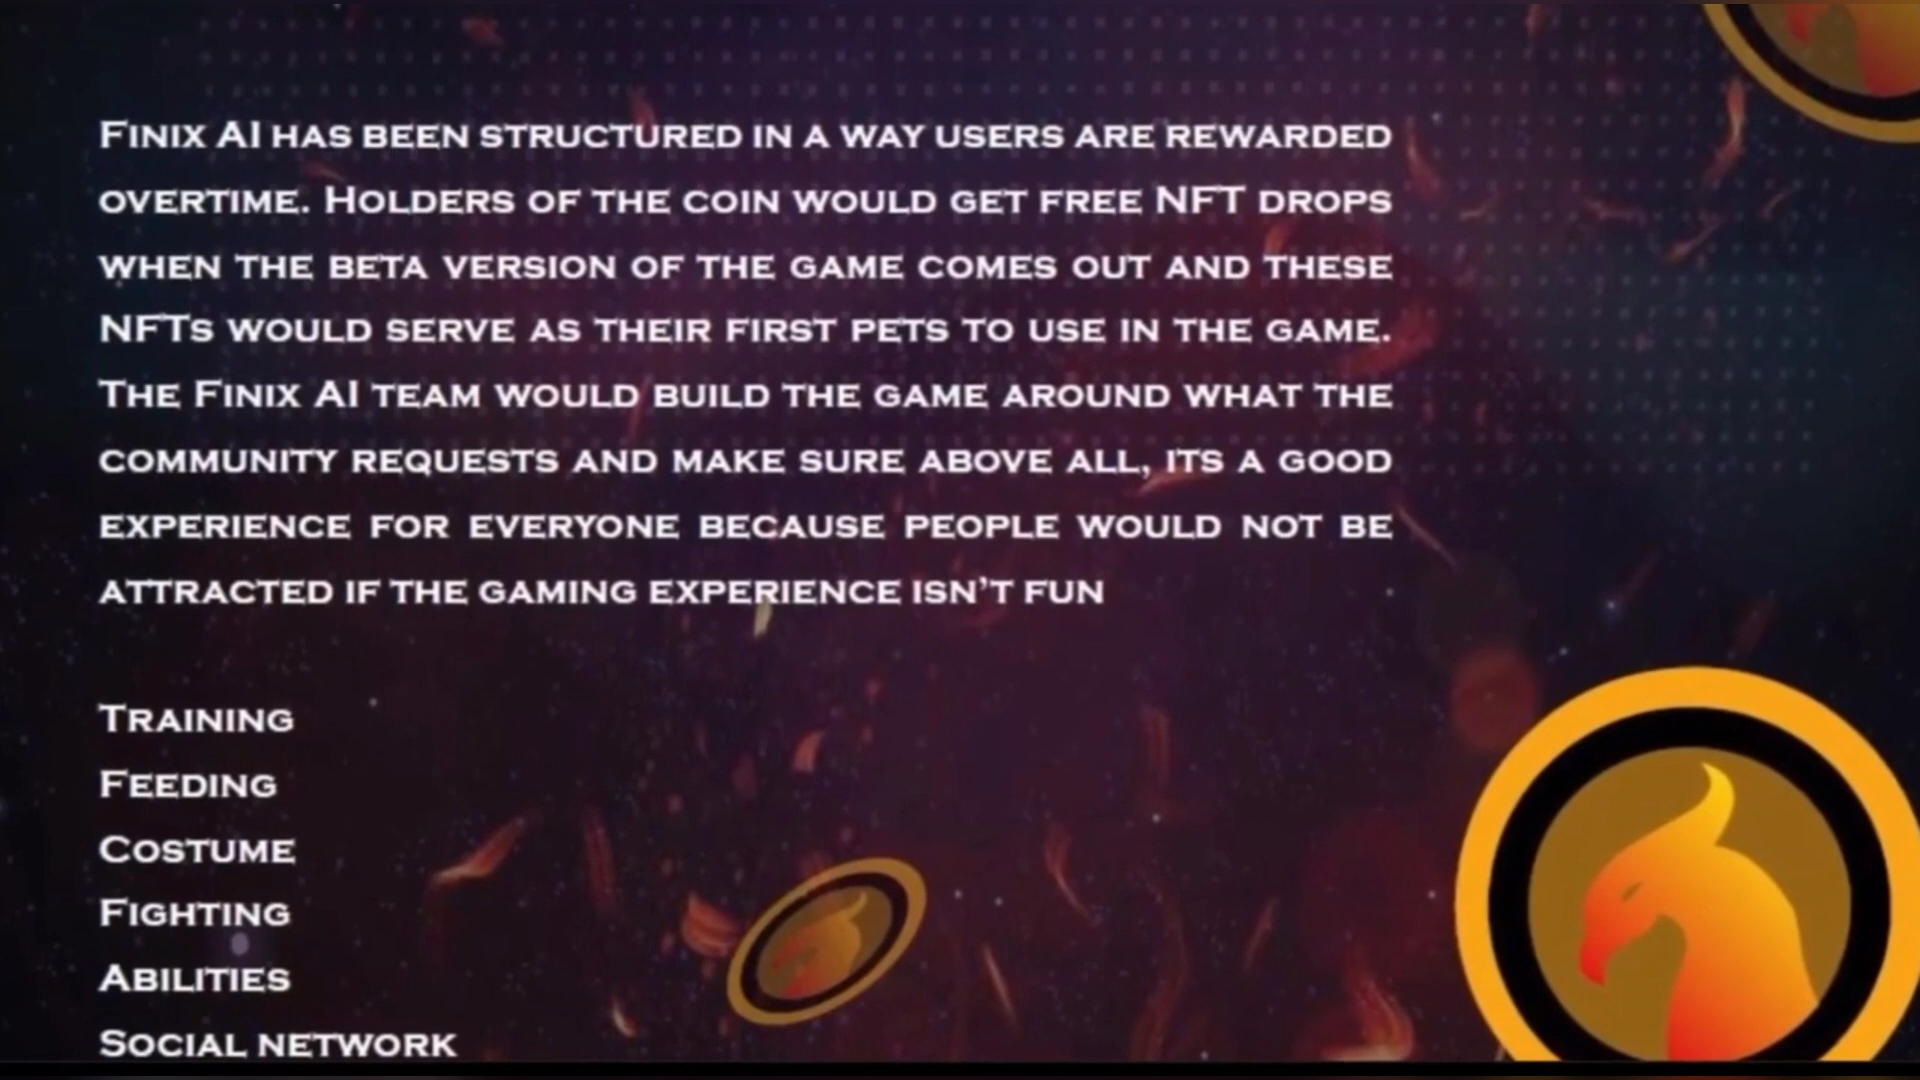 Finix AI has been structured in a way users are rewarded
overtime. Holders of the coin would get free NFT drops
when the beta version of the game comes out and these
NFTs would serve as their first pets to use in the game.
The Finix AI team would build the game around what the
community requests and make sure above all, its a good
experience for everyone because people would not be
attracted if the gaming experience isn't fun
Training
Feeding
Costume
Fighting
Abilities
Social network